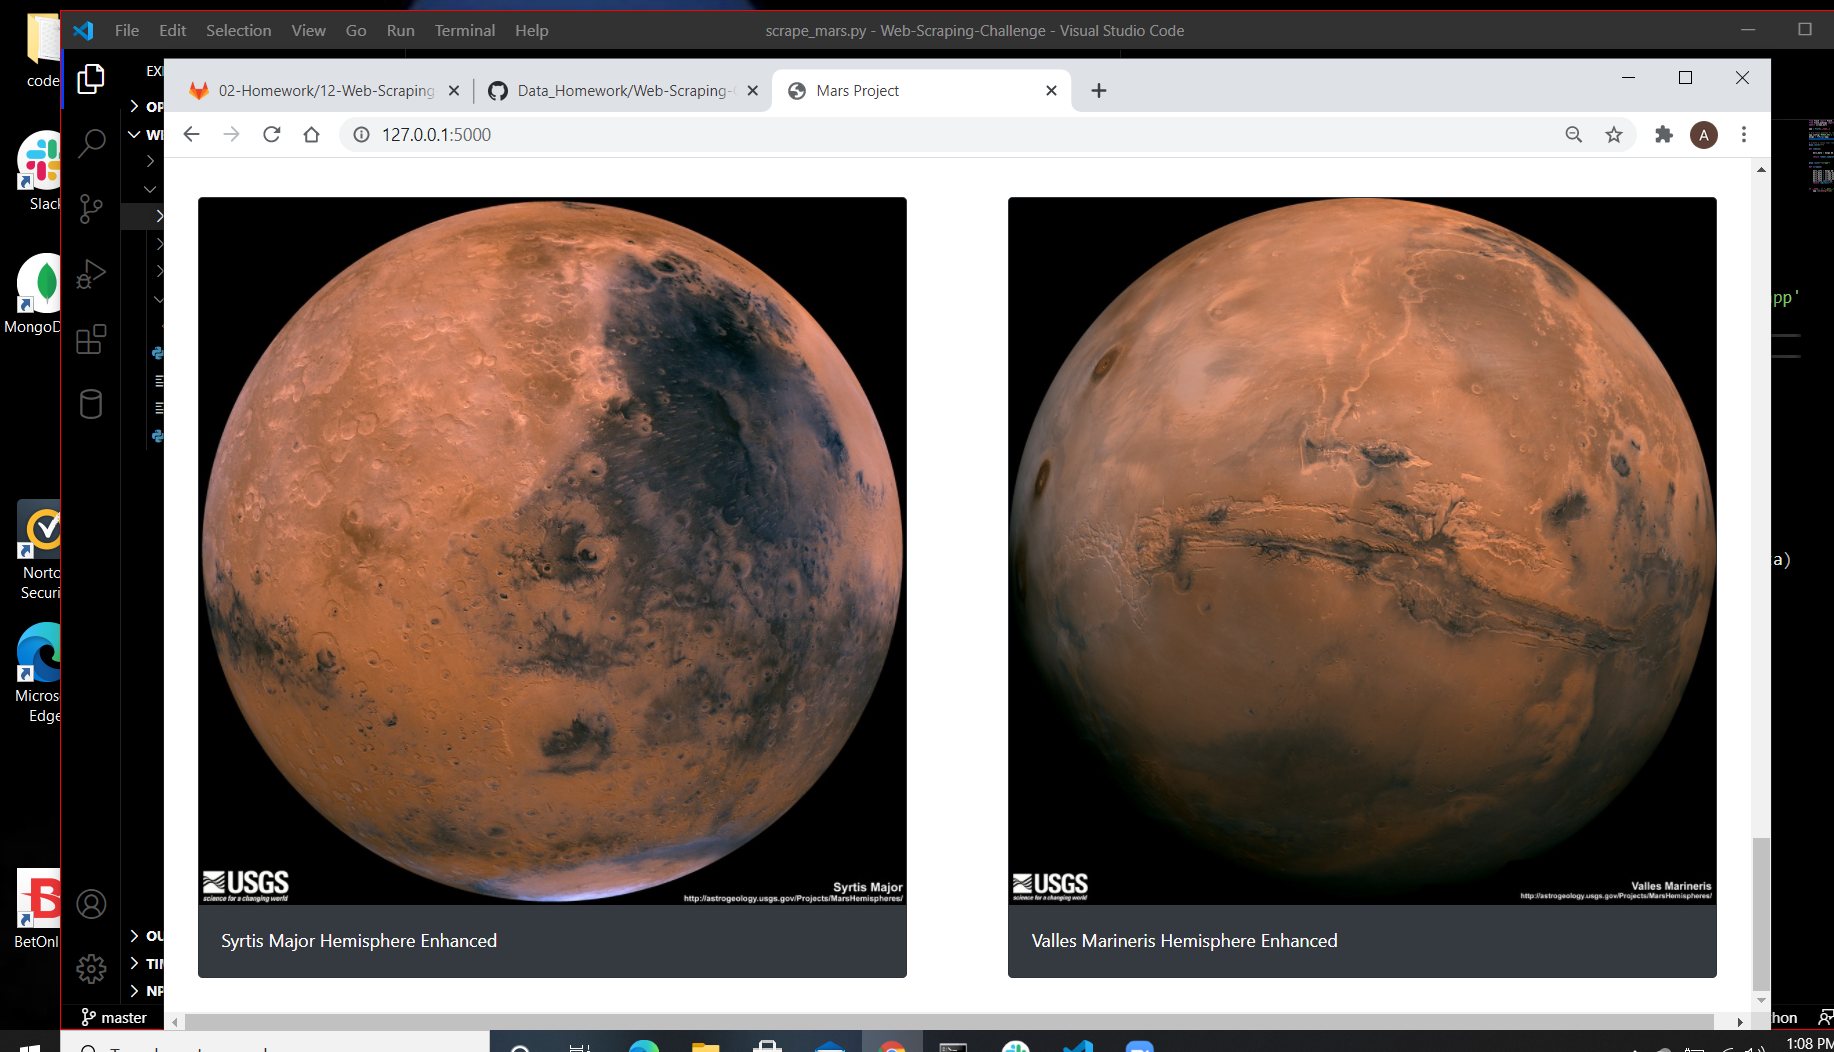 File Edit Selection View Go Run Terminal Help
scrape_mars.py - Web-Scraping-Challenge - Visual Studio Code
code
Slack
MongoD
Norto
Securi
Micros
Edge
BetOnl
EX
OP
WI
OU
TIM
NP
master
02-Homework/12-Web-Scraping
Data_Homework/Web-Scraping-
Mars Project
127.0.0.1:5000
A
pp'
a)
USGS
science for a changing world
Syrtis Major
http://astrogeology.usgs.gov/Projects/MarsHemispheres/
Syrtis Major Hemisphere Enhanced
USGS
science for a changing world
Valles Marineris
http://astrogeology.usgs.gov/Projects/MarsHemispheres/
Valles Marineris Hemisphere Enhanced
hon
1:08 PM